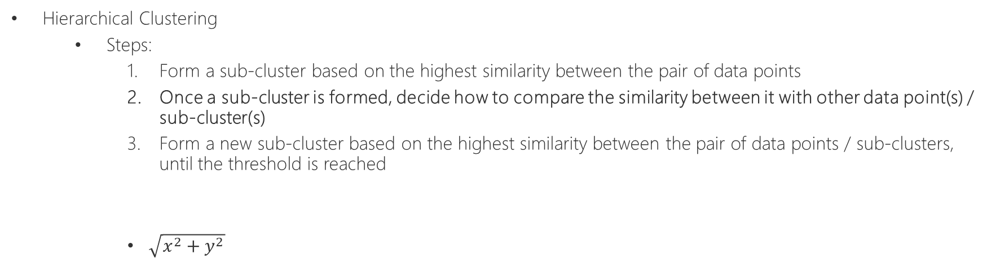 • Hierarchical Clustering
• Steps:
1. Form a sub-cluster based on the highest similarity between the pair of data points
2. Once a sub-cluster is formed, decide how to compare the similarity between it with other data point(s) /
sub-cluster(s)
3. Form a new sub-cluster based on the highest similarity between the pair of data points / sub-clusters,
until the threshold is reached
• √(x² + y²)